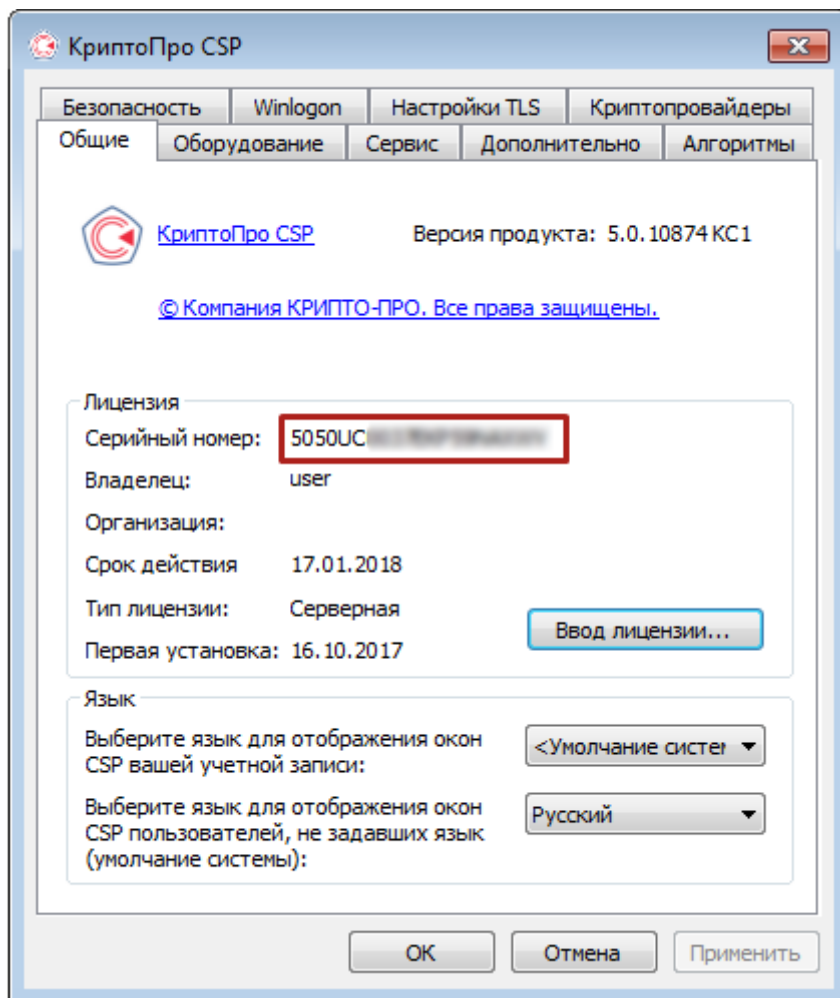 КриптоПро CSP
Безопасность Winlogon Настройки TLS Криптопровайдеры
Общие Оборудование Сервис Дополнительно Алгоритмы
КриптоПро CSP Версия продукта: 5.0.10874 КС1
© Компания КРИПТО-ПРО. Все права защищены.
Лицензия
Серийный номер: 5050UC
Владелец: user
Организация:
Срок действия 17.01.2018
Тип лицензии: Серверная
Ввод лицензии...
Первая установка: 16.10.2017
Язык
Выберите язык для отображения окон
CSP вашей учетной записи:
<Умолчание систем
Выберите язык для отображения окон
CSP пользователей, не задавших язык
(умолчание системы):
Русский
ОК Отмена Применить